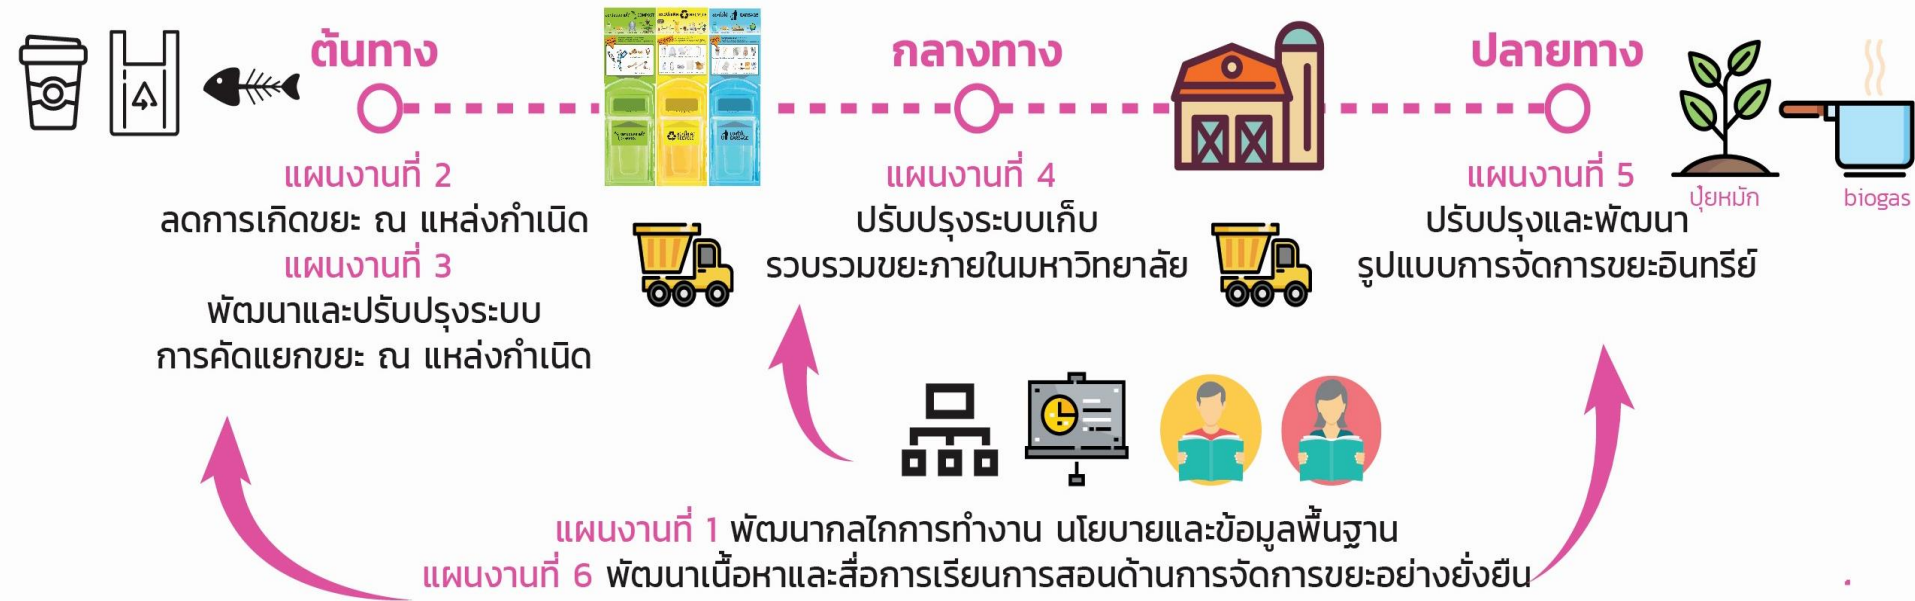 ต้นทาง
กลางทาง
ปลายทาง
แผนงานที่ 2
ลดการเกิดขยะ ณ แหล่งกำเนิด
แผนงานที่ 3
พัฒนาและปรับปรุงระบบ
การคัดแยกขยะ ณ แหล่งกำเนิด
แผนงานที่ 4
ปรับปรุงระบบเก็บ
รวบรวมขยะภายในมหาวิทยาลัย
แผนงานที่ 5
ปรับปรุงและพัฒนา
รูปแบบการจัดการขยะอินทรีย์
ปุ๋ยหมัก
biogas
แผนงานที่ 1 พัฒนากลไกการทำงาน นโยบายและข้อมูลพื้นฐาน
แผนงานที่ 6 พัฒนาเนื้อหาและสื่อการเรียนการสอนด้านการจัดการขยะอย่างยั่งยืน